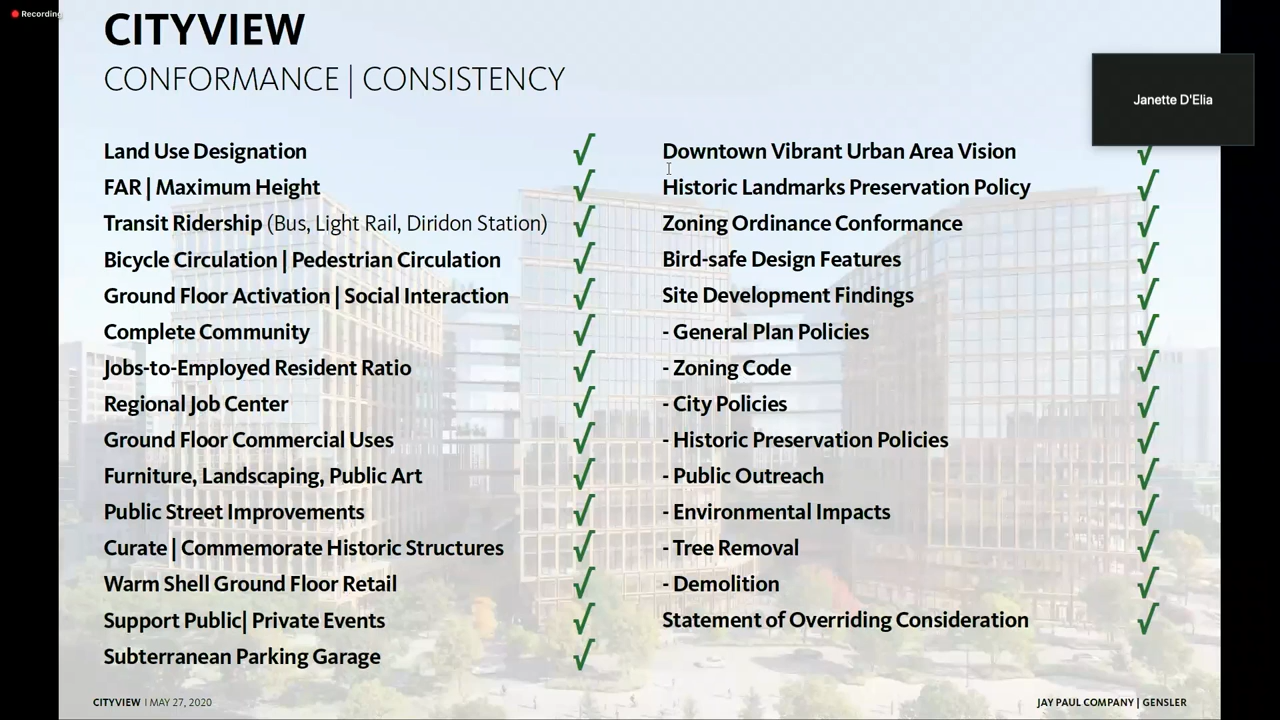 Recording
CITYVIEW
CONFORMANCE | CONSISTENCY
Janette D'Elia
Land Use Designation √
FAR | Maximum Height √
Transit Ridership (Bus, Light Rail, Diridon Station) √
Bicycle Circulation | Pedestrian Circulation √
Ground Floor Activation | Social Interaction √
Complete Community √
Jobs-to-Employed Resident Ratio √
Regional Job Center √
Ground Floor Commercial Uses √
Furniture, Landscaping, Public Art √
Public Street Improvements √
Curate | Commemorate Historic Structures √
Warm Shell Ground Floor Retail √
Support Public| Private Events √
Subterranean Parking Garage √
Downtown Vibrant Urban Area Vision √
Historic Landmarks Preservation Policy √
Zoning Ordinance Conformance √
Bird-safe Design Features √
Site Development Findings √
- General Plan Policies √
- Zoning Code √
- City Policies √
- Historic Preservation Policies √
- Public Outreach √
- Environmental Impacts √
- Tree Removal √
- Demolition √
Statement of Overriding Consideration √
CITYVIEW | MAY 27, 2020
JAY PAUL COMPANY | GENSLER